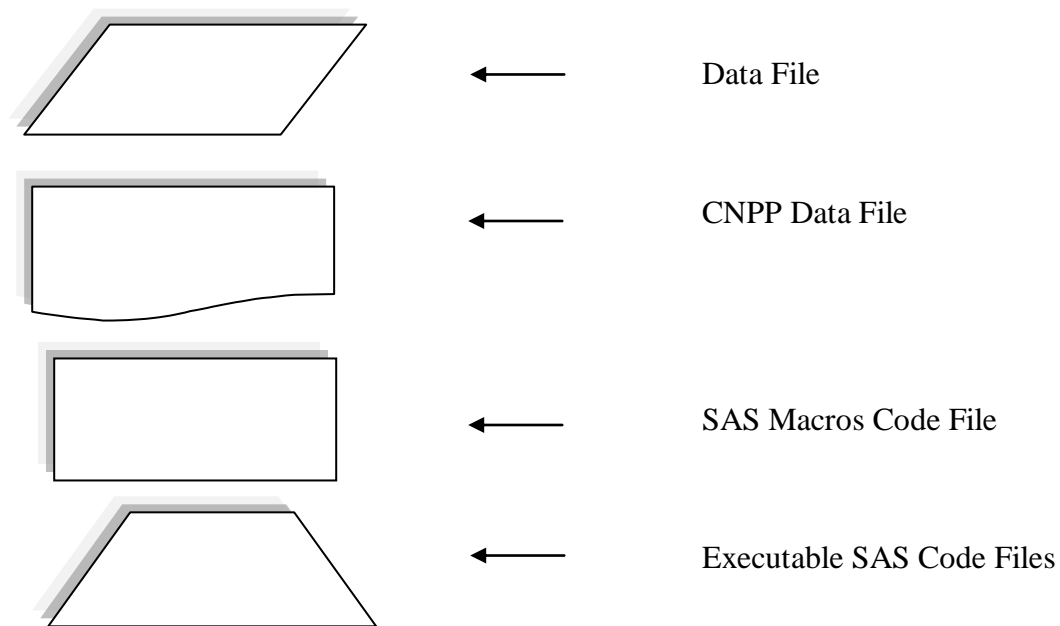 Data File
CNPP Data File
SAS Macros Code File
Executable SAS Code Files